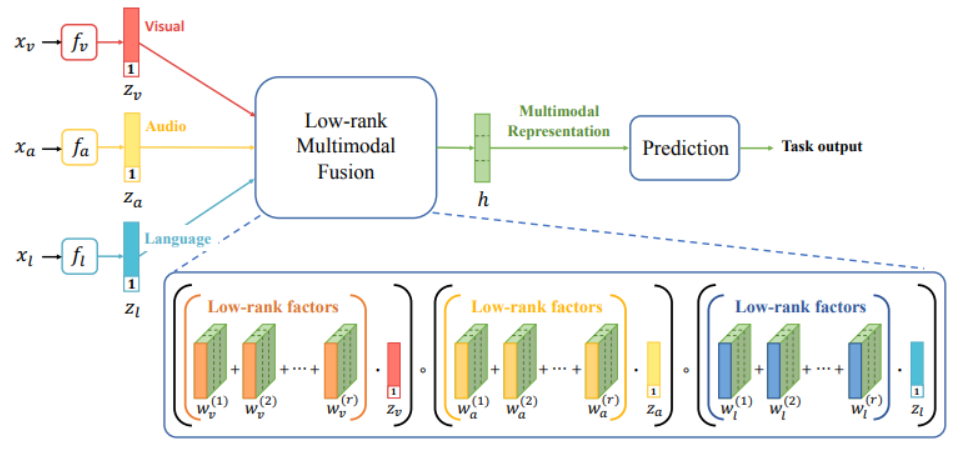 x_v
f_v
1
z_v
Visual
x_a
f_a
1
z_a
Audio
x_l
f_l
1
z_l
Language
Low-rank
Multimodal
Fusion
h
Multimodal
Representation
Prediction
Task output
Low-rank factors
+ + ⋯ + · 1
w_v^(1) w_v^(2) w_v^(r) z_v
∘
Low-rank factors
+ + ⋯ + · 1
w_a^(1) w_a^(2) w_a^(r) z_a
∘
Low-rank factors
+ + ⋯ + · 1
w_l^(1) w_l^(2) w_l^(r) z_l